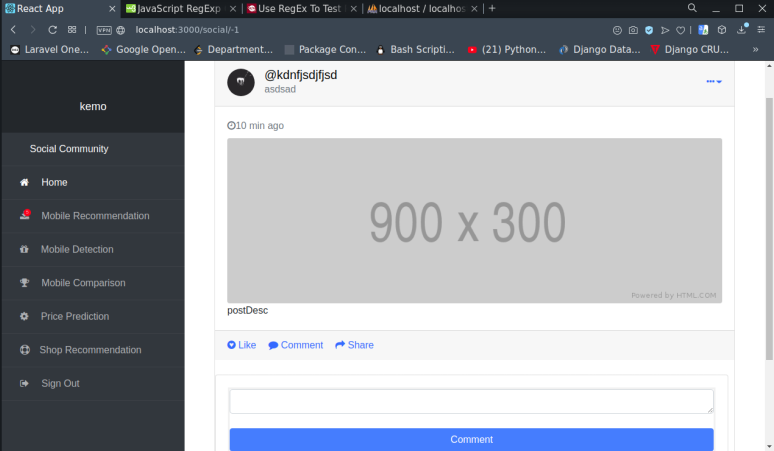 React App
JavaScript RegExp
Use RegEx To Test
localhost / localhos
VPN
localhost:3000/social/-1
Laravel One...
Google Open...
Department...
Package Con...
Bash Scripti...
(21) Python...
Django Data...
Django CRU...
kemo
Social Community
Home
Mobile Recommendation
Mobile Detection
Mobile Comparison
Price Prediction
Shop Recommendation
Sign Out
@kdnfjsdjfjsd
asdsad
10 min ago
900 x 300
Powered by HTML.COM
postDesc
Like
Comment
Share
Comment